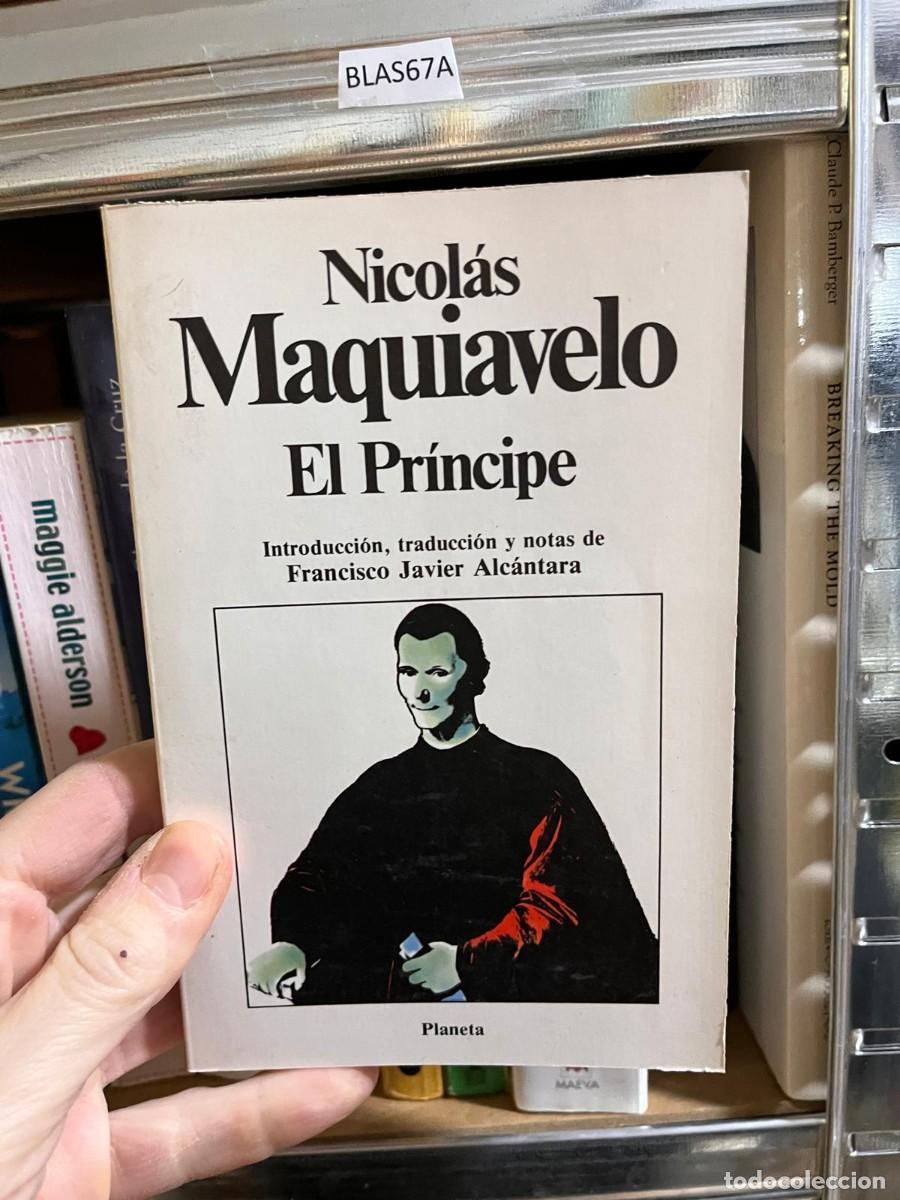 BLAS67A
Nicolás
Maquiavelo
El Príncipe
Introducción, traducción y notas de
Francisco Javier Alcántara
Planeta
maggie alderson
Claude P. Bamberger
BREAKING THE MOLD
MAEVA
todocoleccion